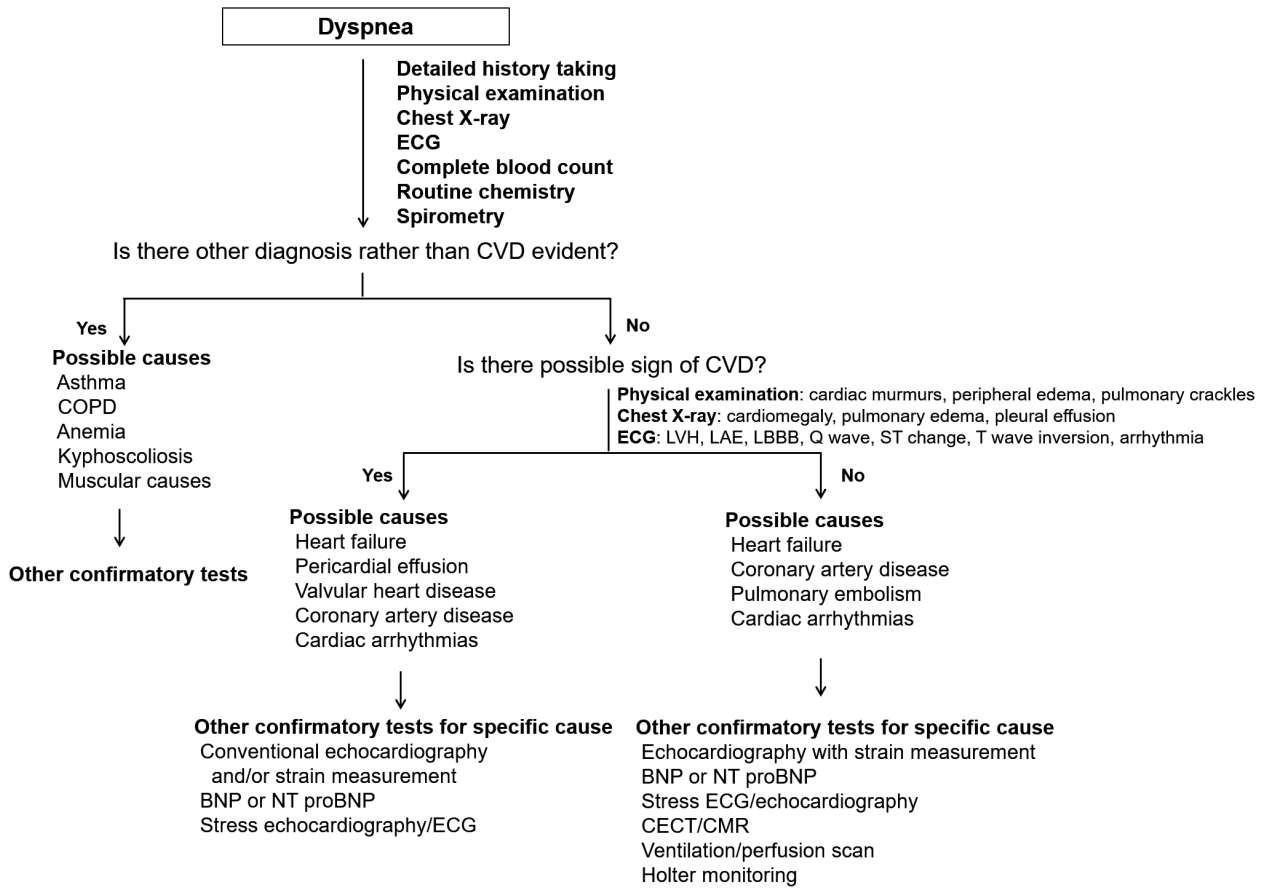 Dyspnea
Detailed history taking
Physical examination
Chest X-ray
ECG
Complete blood count
Routine chemistry
Spirometry
Is there other diagnosis rather than CVD evident?
Yes
No
Possible causes
Asthma
COPD
Anemia
Kyphoscoliosis
Muscular causes
Other confirmatory tests
Is there possible sign of CVD?
Physical examination: cardiac murmurs, peripheral edema, pulmonary crackles
Chest X-ray: cardiomegaly, pulmonary edema, pleural effusion
ECG: LVH, LAE, LBBB, Q wave, ST change, T wave inversion, arrhythmia
Yes
No
Possible causes
Heart failure
Pericardial effusion
Valvular heart disease
Coronary artery disease
Cardiac arrhythmias
Other confirmatory tests for specific cause
Conventional echocardiography
and/or strain measurement
BNP or NT proBNP
Stress echocardiography/ECG
Possible causes
Heart failure
Coronary artery disease
Pulmonary embolism
Cardiac arrhythmias
Other confirmatory tests for specific cause
Echocardiography with strain measurement
BNP or NT proBNP
Stress ECG/echocardiography
CECT/CMR
Ventilation/perfusion scan
Holter monitoring